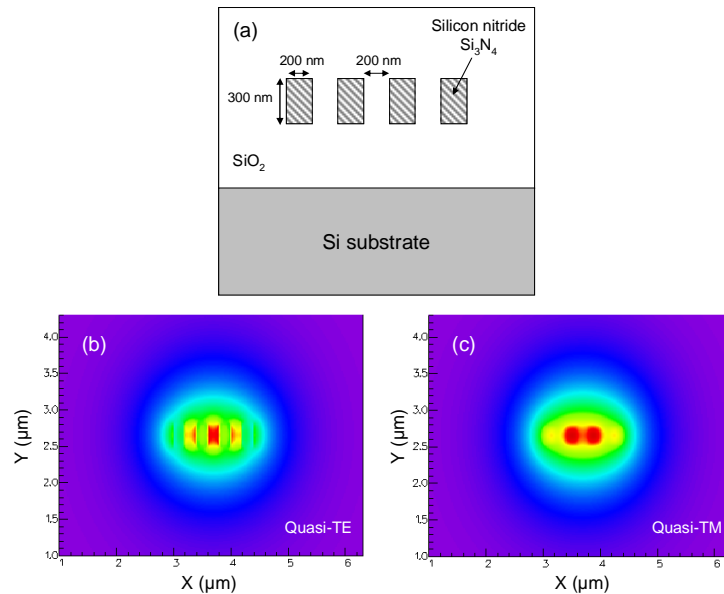 (a)
Silicon nitride
Si₃N₄
200 nm
200 nm
300 nm
SiO₂
Si substrate
(b)
4.0
3.5
3.0
2.5
2.0
1.5
1.0
Y (µm)
1
2
3
4
5
6
X (µm)
Quasi-TE
(c)
4.0
3.5
3.0
2.5
2.0
1.5
1.0
Y (µm)
1
2
3
4
5
6
X (µm)
Quasi-TM